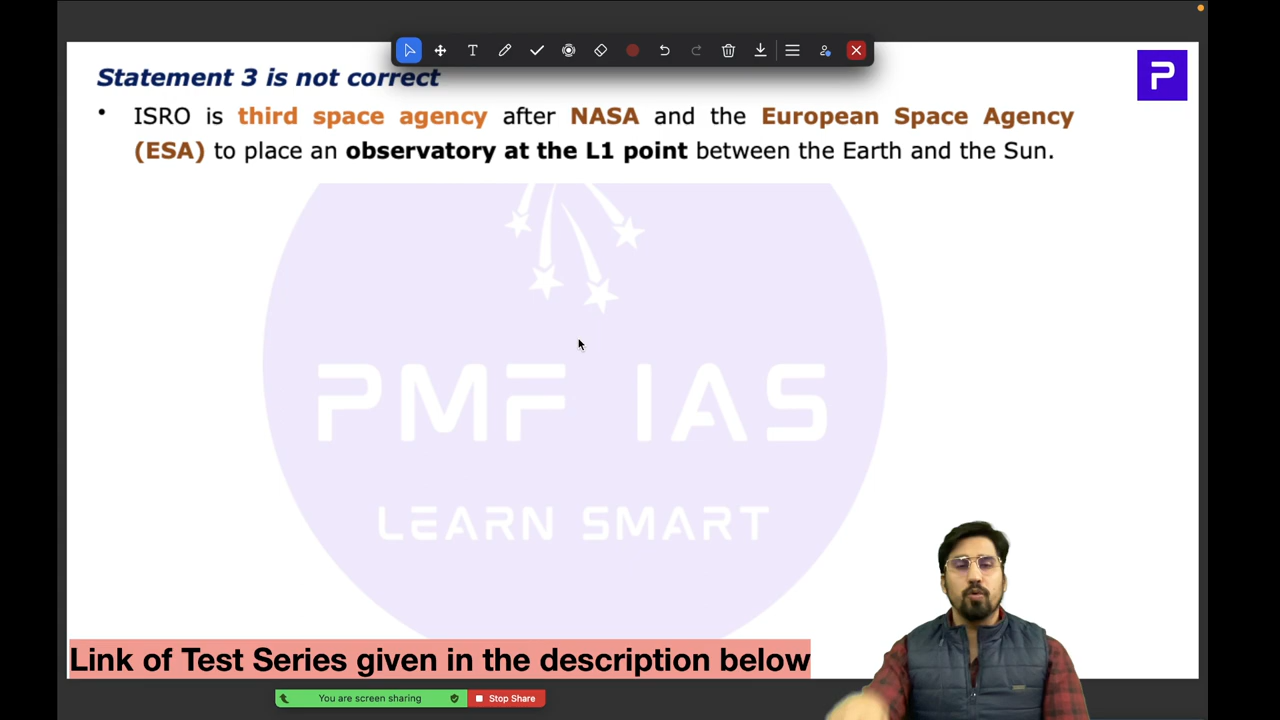 Statement 3 is not correct
• ISRO is third space agency after NASA and the European Space Agency
(ESA) to place an observatory at the L1 point between the Earth and the Sun.
PMF IAS
LEARN SMART
Link of Test Series given in the description below
You are screen sharing
Stop Share